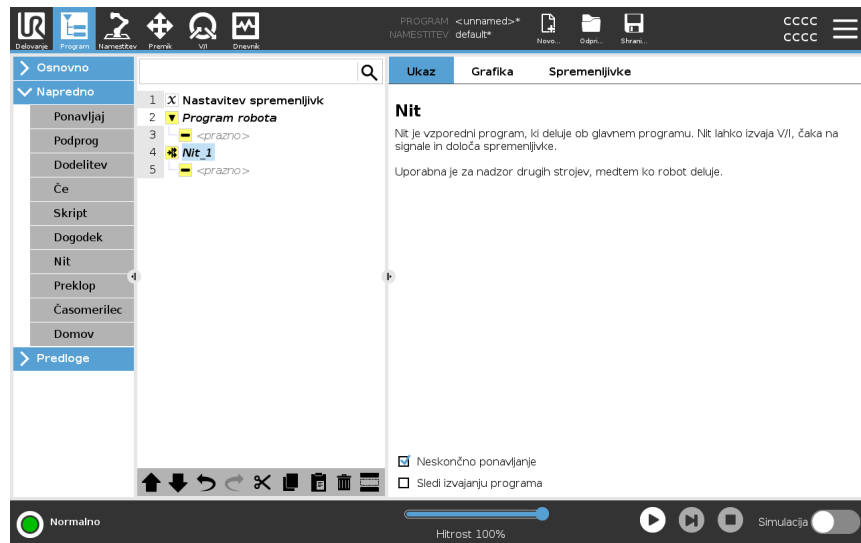 UR
Delovanje
Program
Namestitev
Premik
V/I
Dnevnik
PROGRAM <unnamed>*
NAMESTITEV default*
Novo...
Odpri...
Shrani...
CCCC
CCCC
Osnovno
Napredno
Ponavljaj
Podprog
Dodelitev
Če
Skript
Dogodek
Nit
Preklop
Časomerilec
Domov
Predloge
1 X Nastavitev spremenljivk
2 Program robota
3 <prazno>
4 Nit_1
5 <prazno>
Ukaz
Grafika
Spremenljivke
Nit
Nit je vzporedni program, ki deluje ob glavnem programu. Nit lahko izvaja V/I, čaka na
signale in določa spremenljivke.
Uporabna je za nadzor drugih strojev, medtem ko robot deluje.
Neskončno ponavljanje
Sledi izvajanju programa
Normalno
Hitrost 100%
Simulacija